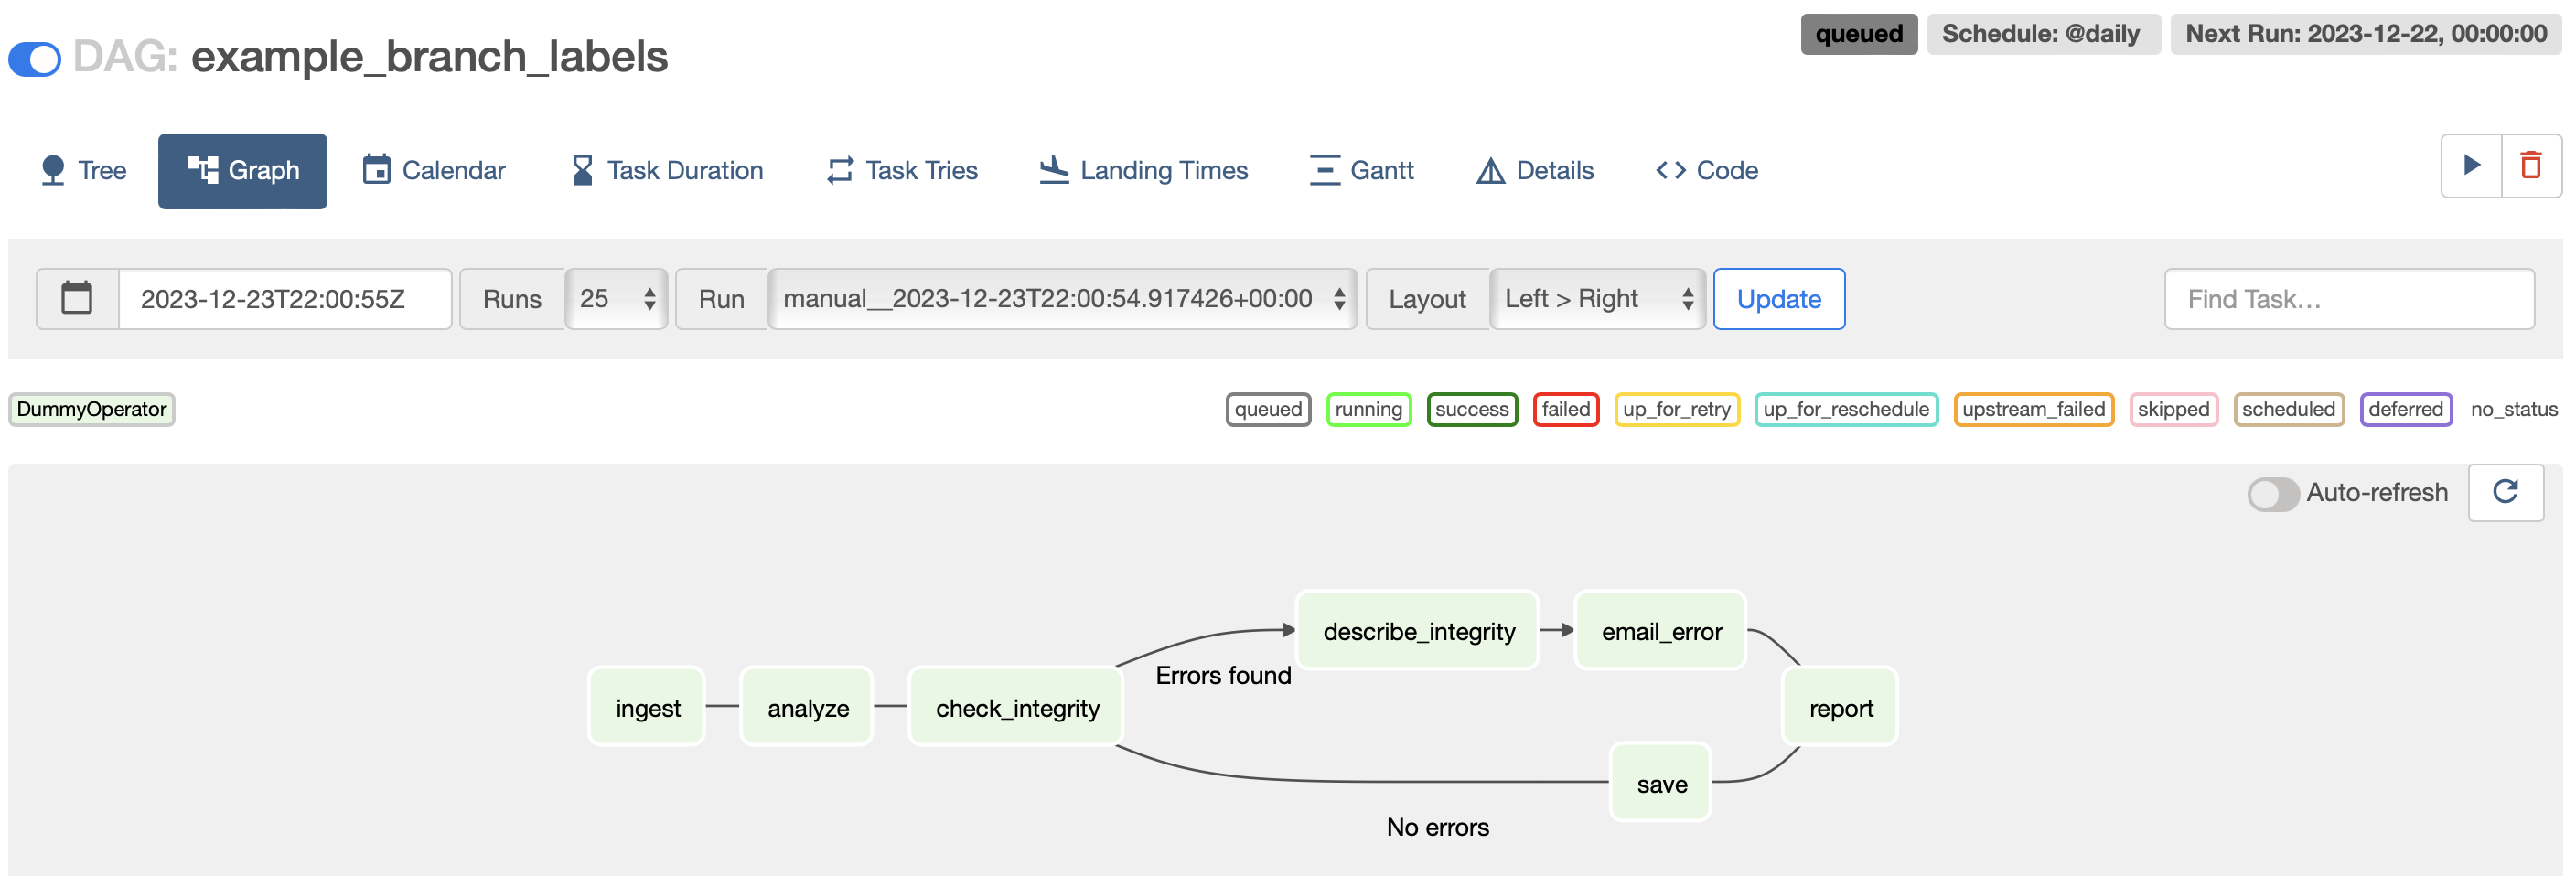 DAG: example_branch_labels
queued Schedule: @daily Next Run: 2023-12-22, 00:00:00
Tree Graph Calendar Task Duration Task Tries Landing Times Gantt Details Code
2023-12-23T22:00:55Z Runs 25 Run manual__2023-12-23T22:00:54.917426+00:00 Layout Left > Right Update Find Task…
DummyOperator queued running success failed up_for_retry up_for_reschedule upstream_failed skipped scheduled deferred no_status
Auto-refresh
describe_integrity email_error
Errors found
ingest analyze check_integrity report
save
No errors